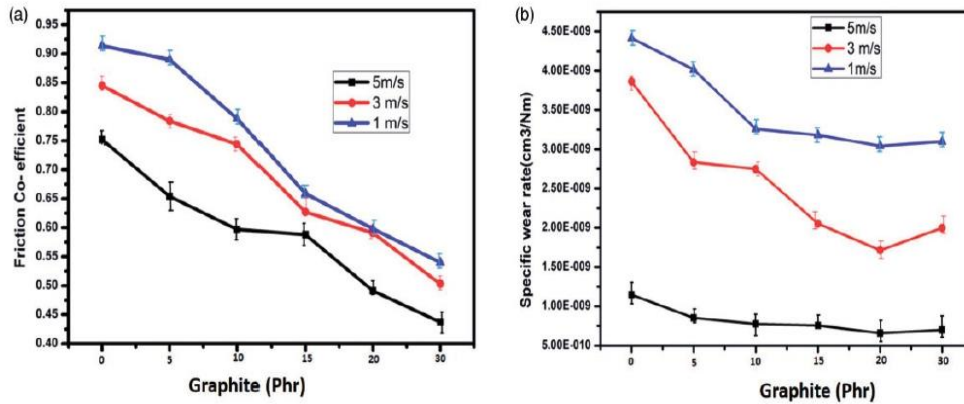 (a)
0.95
0.90
0.85
0.80
0.75
0.70
0.65
0.60
0.55
0.50
0.45
0.40
Friction Co- efficient
5m/s
3 m/s
1 m/s
0 5 10 15 20 30
Graphite (Phr)
(b)
4.50E-009
4.00E-009
3.50E-009
3.00E-009
2.50E-009
2.00E-009
1.50E-009
1.00E-009
5.00E-010
Specific wear rate(cm3/Nm)
5m/s
3 m/s
1m/s
0 5 10 15 20 30
Graphite (Phr)